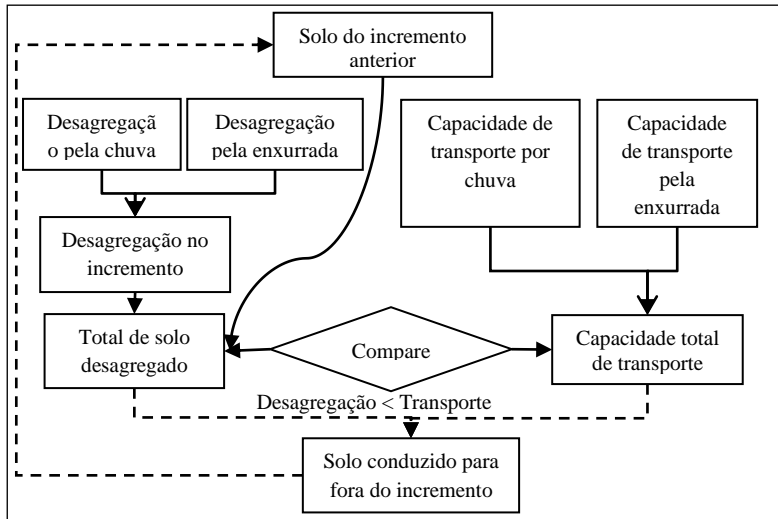 Solo do incremento
anterior
Desagregaçã
o pela chuva
Desagregação
pela enxurrada
Capacidade de
transporte por
chuva
Capacidade
de transporte
pela
enxurrada
Desagregação no
incremento
Total de solo
desagregado
Compare
Capacidade total
de transporte
Desagregação < Transporte
Solo conduzido para
fora do incremento